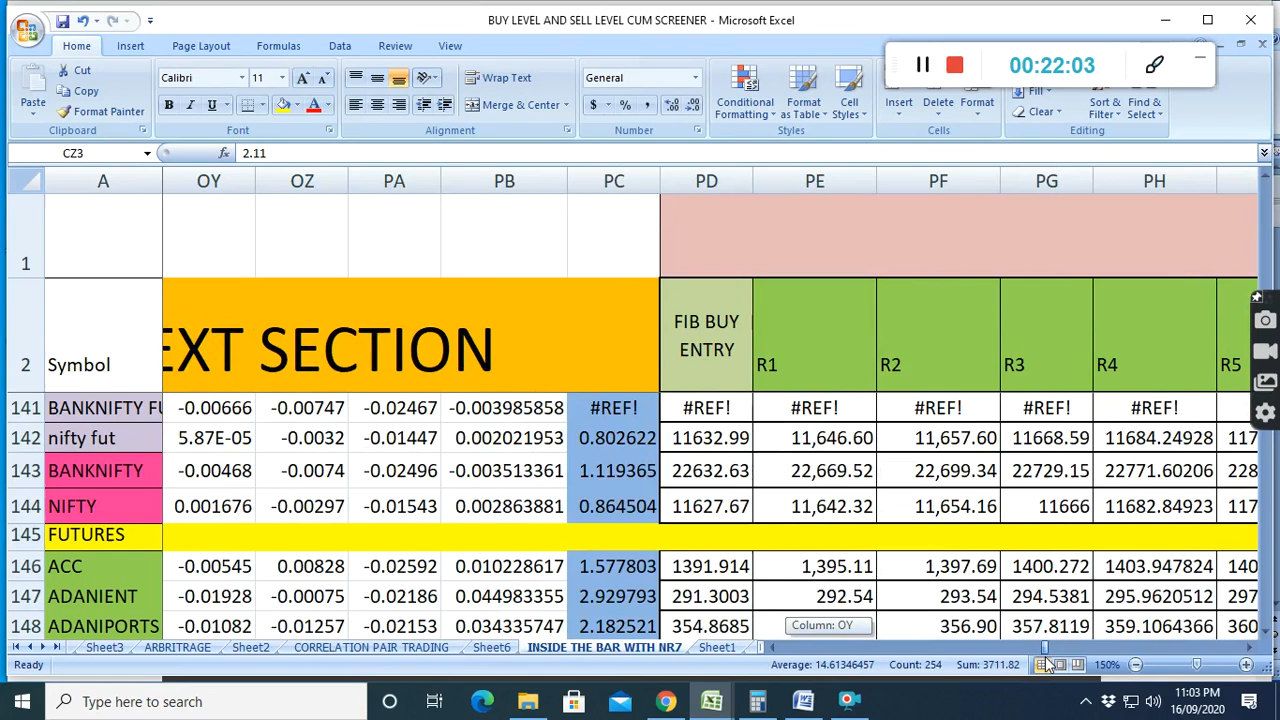 BUY LEVEL AND SELL LEVEL CUM SCREENER - Microsoft Excel
Home Insert Page Layout Formulas Data Review View
00:22:03
Cut
Copy
Format Painter
Paste
Clipboard
Calibri 11
B I U
Font
Wrap Text
Merge & Center
Alignment
General
$ % ,
Number
Conditional Formatting
Format as Table
Cell Styles
Styles
Insert Delete Format
Cells
Fill
Clear
Sort & Filter
Find & Select
Editing
CZ3 fx 2.11
A OY OZ PA PB PC PD PE PF PG PH
1
2 Symbol EXT SECTION FIB BUY ENTRY R1 R2 R3 R4 R5
141 BANKNIFTY FU -0.00666 -0.00747 -0.02467 -0.003985858 #REF! #REF! #REF! #REF! #REF! #REF!
142 nifty fut 5.87E-05 -0.0032 -0.01447 0.002021953 0.802622 11632.99 11,646.60 11,657.60 11668.59 11684.24928 117
143 BANKNIFTY -0.00468 -0.0074 -0.02496 -0.003513361 1.119365 22632.63 22,669.52 22,699.34 22729.15 22771.60206 228
144 NIFTY 0.001676 -0.00297 -0.01543 0.002863881 0.864504 11627.67 11,642.32 11,654.16 11666 11682.84923 117
145 FUTURES
146 ACC -0.00545 0.00828 -0.02592 0.010228617 1.577803 1391.914 1,395.11 1,397.69 1400.272 1403.947824 140
147 ADANIENT -0.01928 -0.00075 -0.02186 0.044983355 2.929793 291.3003 292.54 293.54 294.5381 295.9620512 297
148 ADANIPORTS -0.01082 -0.01257 -0.02153 0.034335747 2.182521 354.8685 356.90 357.8119 359.1064366 360
Column: OY
Sheet3 ARBITRAGE Sheet2 CORRELATION PAIR TRADING Sheet6 INSIDE THE BAR WITH NR7 Sheet1
Ready Average: 14.61346457 Count: 254 Sum: 3711.82 150%
Type here to search
11:03 PM
16/09/2020